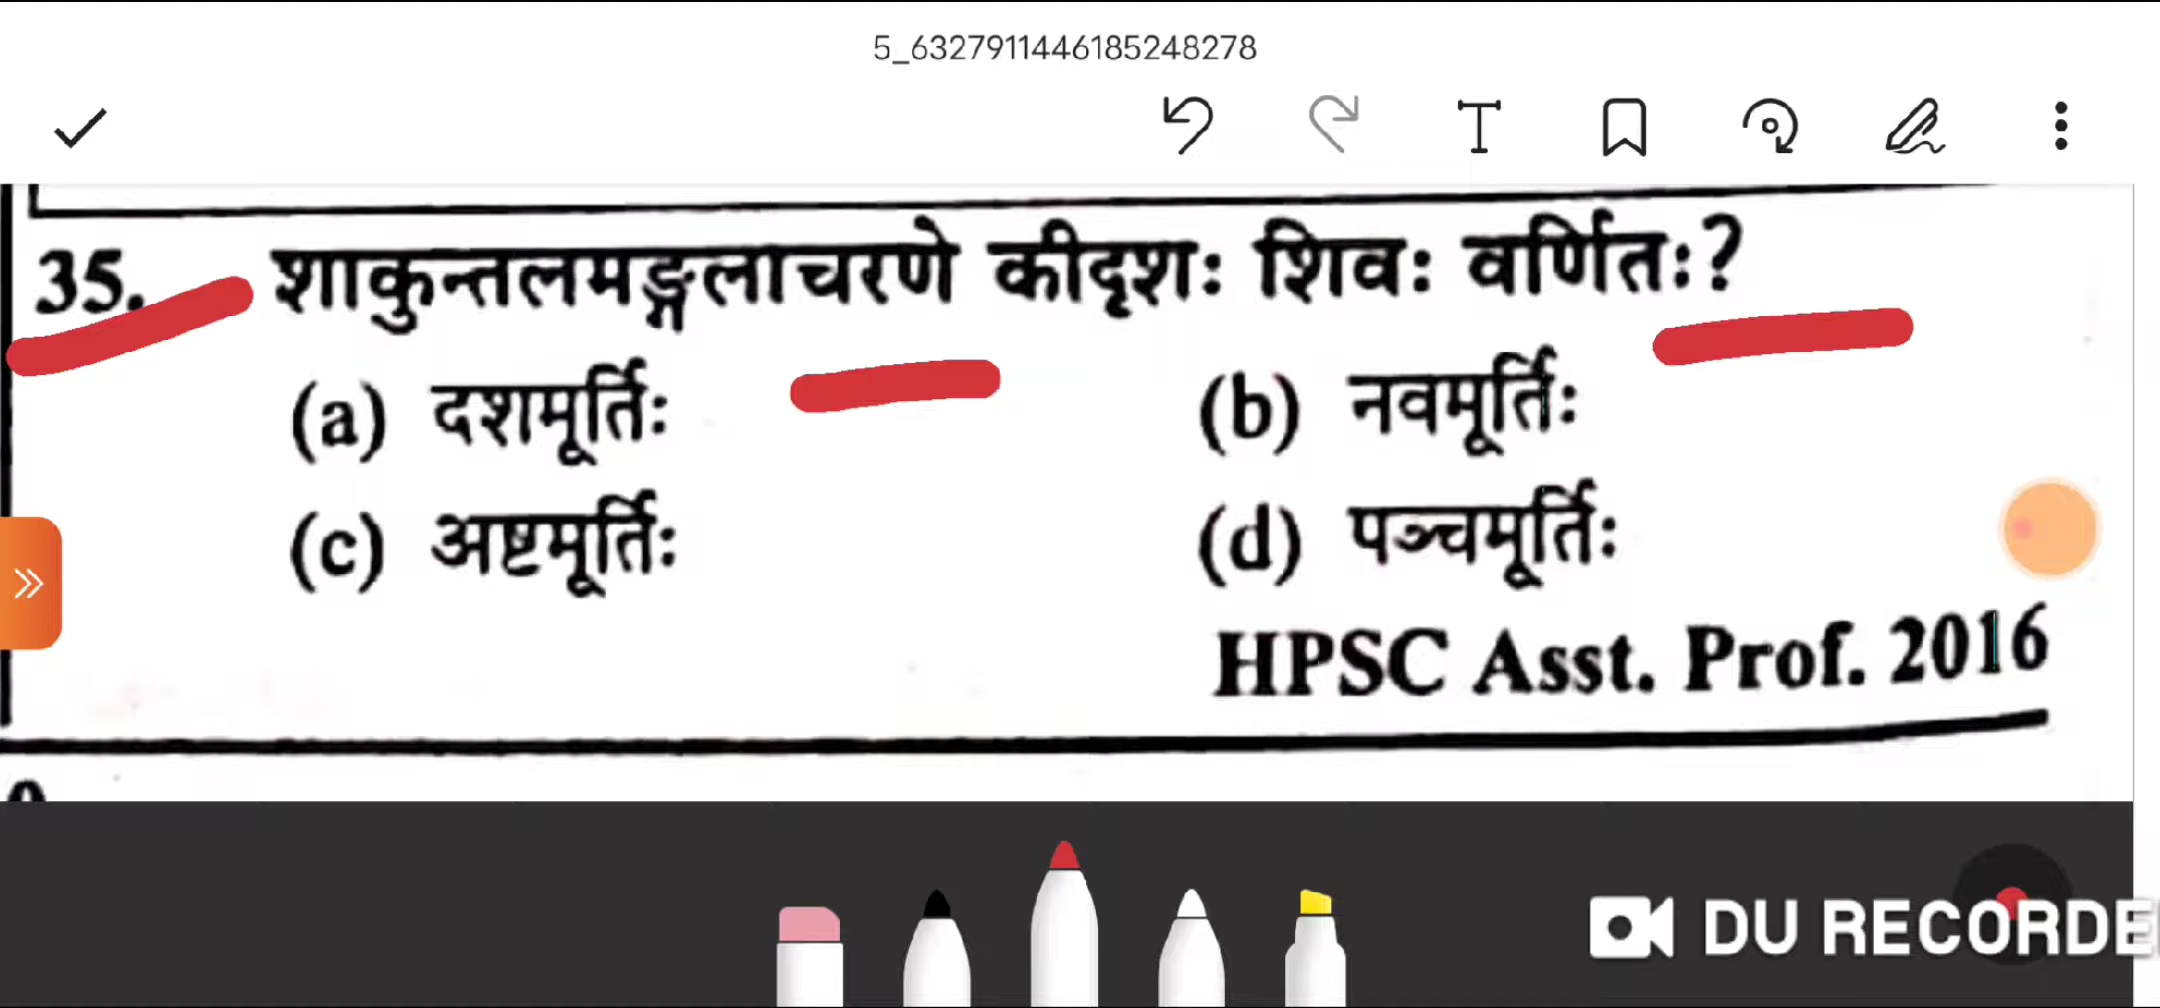 5_6327911446185248278
35. शाकुन्तलमङ्गलाचरणे कीदृशः शिवः वर्णितः?
(a) दशमूर्तिः (b) नवमूर्तिः
(c) अष्टमूर्तिः (d) पञ्चमूर्तिः
HPSC Asst. Prof. 2016
DU RECORDE